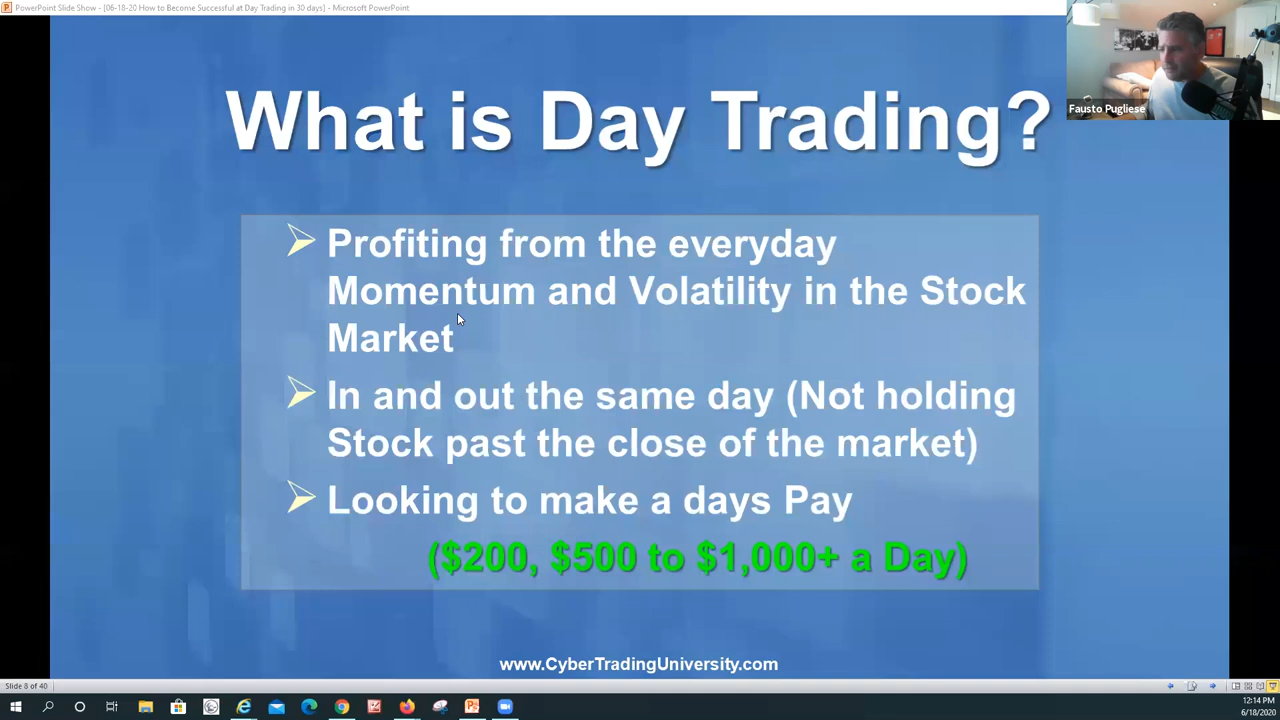 PowerPoint Slide Show - [06-18-20 How to Become Successful at Day Trading in 30 days] - Microsoft PowerPoint
Fausto Pugliese
What is Day Trading?
Profiting from the everyday
Momentum and Volatility in the Stock
Market
In and out the same day (Not holding
Stock past the close of the market)
Looking to make a days Pay
($200, $500 to $1,000+ a Day)
www.CyberTradingUniversity.com
Slide 8 of 40
12:14 PM
6/18/2020